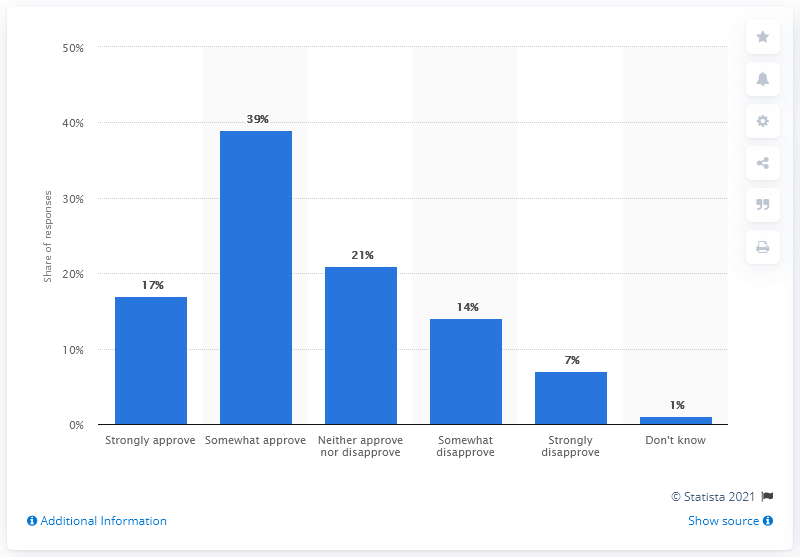 50%
40%
30%
20%
10%
0%
Share of responses
17%
39%
21%
14%
7%
1%
Strongly approve
Somewhat approve
Neither approve
nor disapprove
Somewhat
disapprove
Strongly
disapprove
Don't know
© Statista 2021
Additional Information
Show source